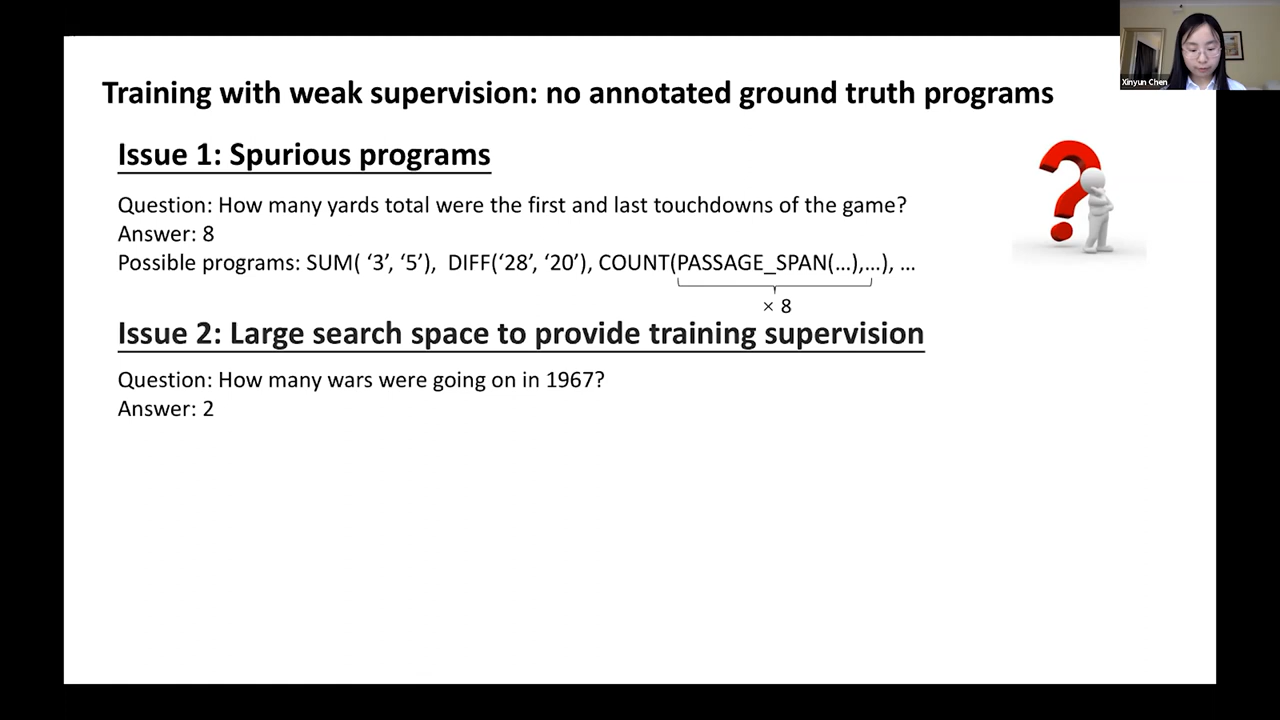 Xinyun Chen
Training with weak supervision: no annotated ground truth programs
Issue 1: Spurious programs
Question: How many yards total were the first and last touchdowns of the game?
Answer: 8
Possible programs: SUM( ‘3’, ‘5’),  DIFF(‘28’, ‘20’), COUNT(PASSAGE_SPAN(…),…), …
× 8
Issue 2: Large search space to provide training supervision
Question: How many wars were going on in 1967?
Answer: 2